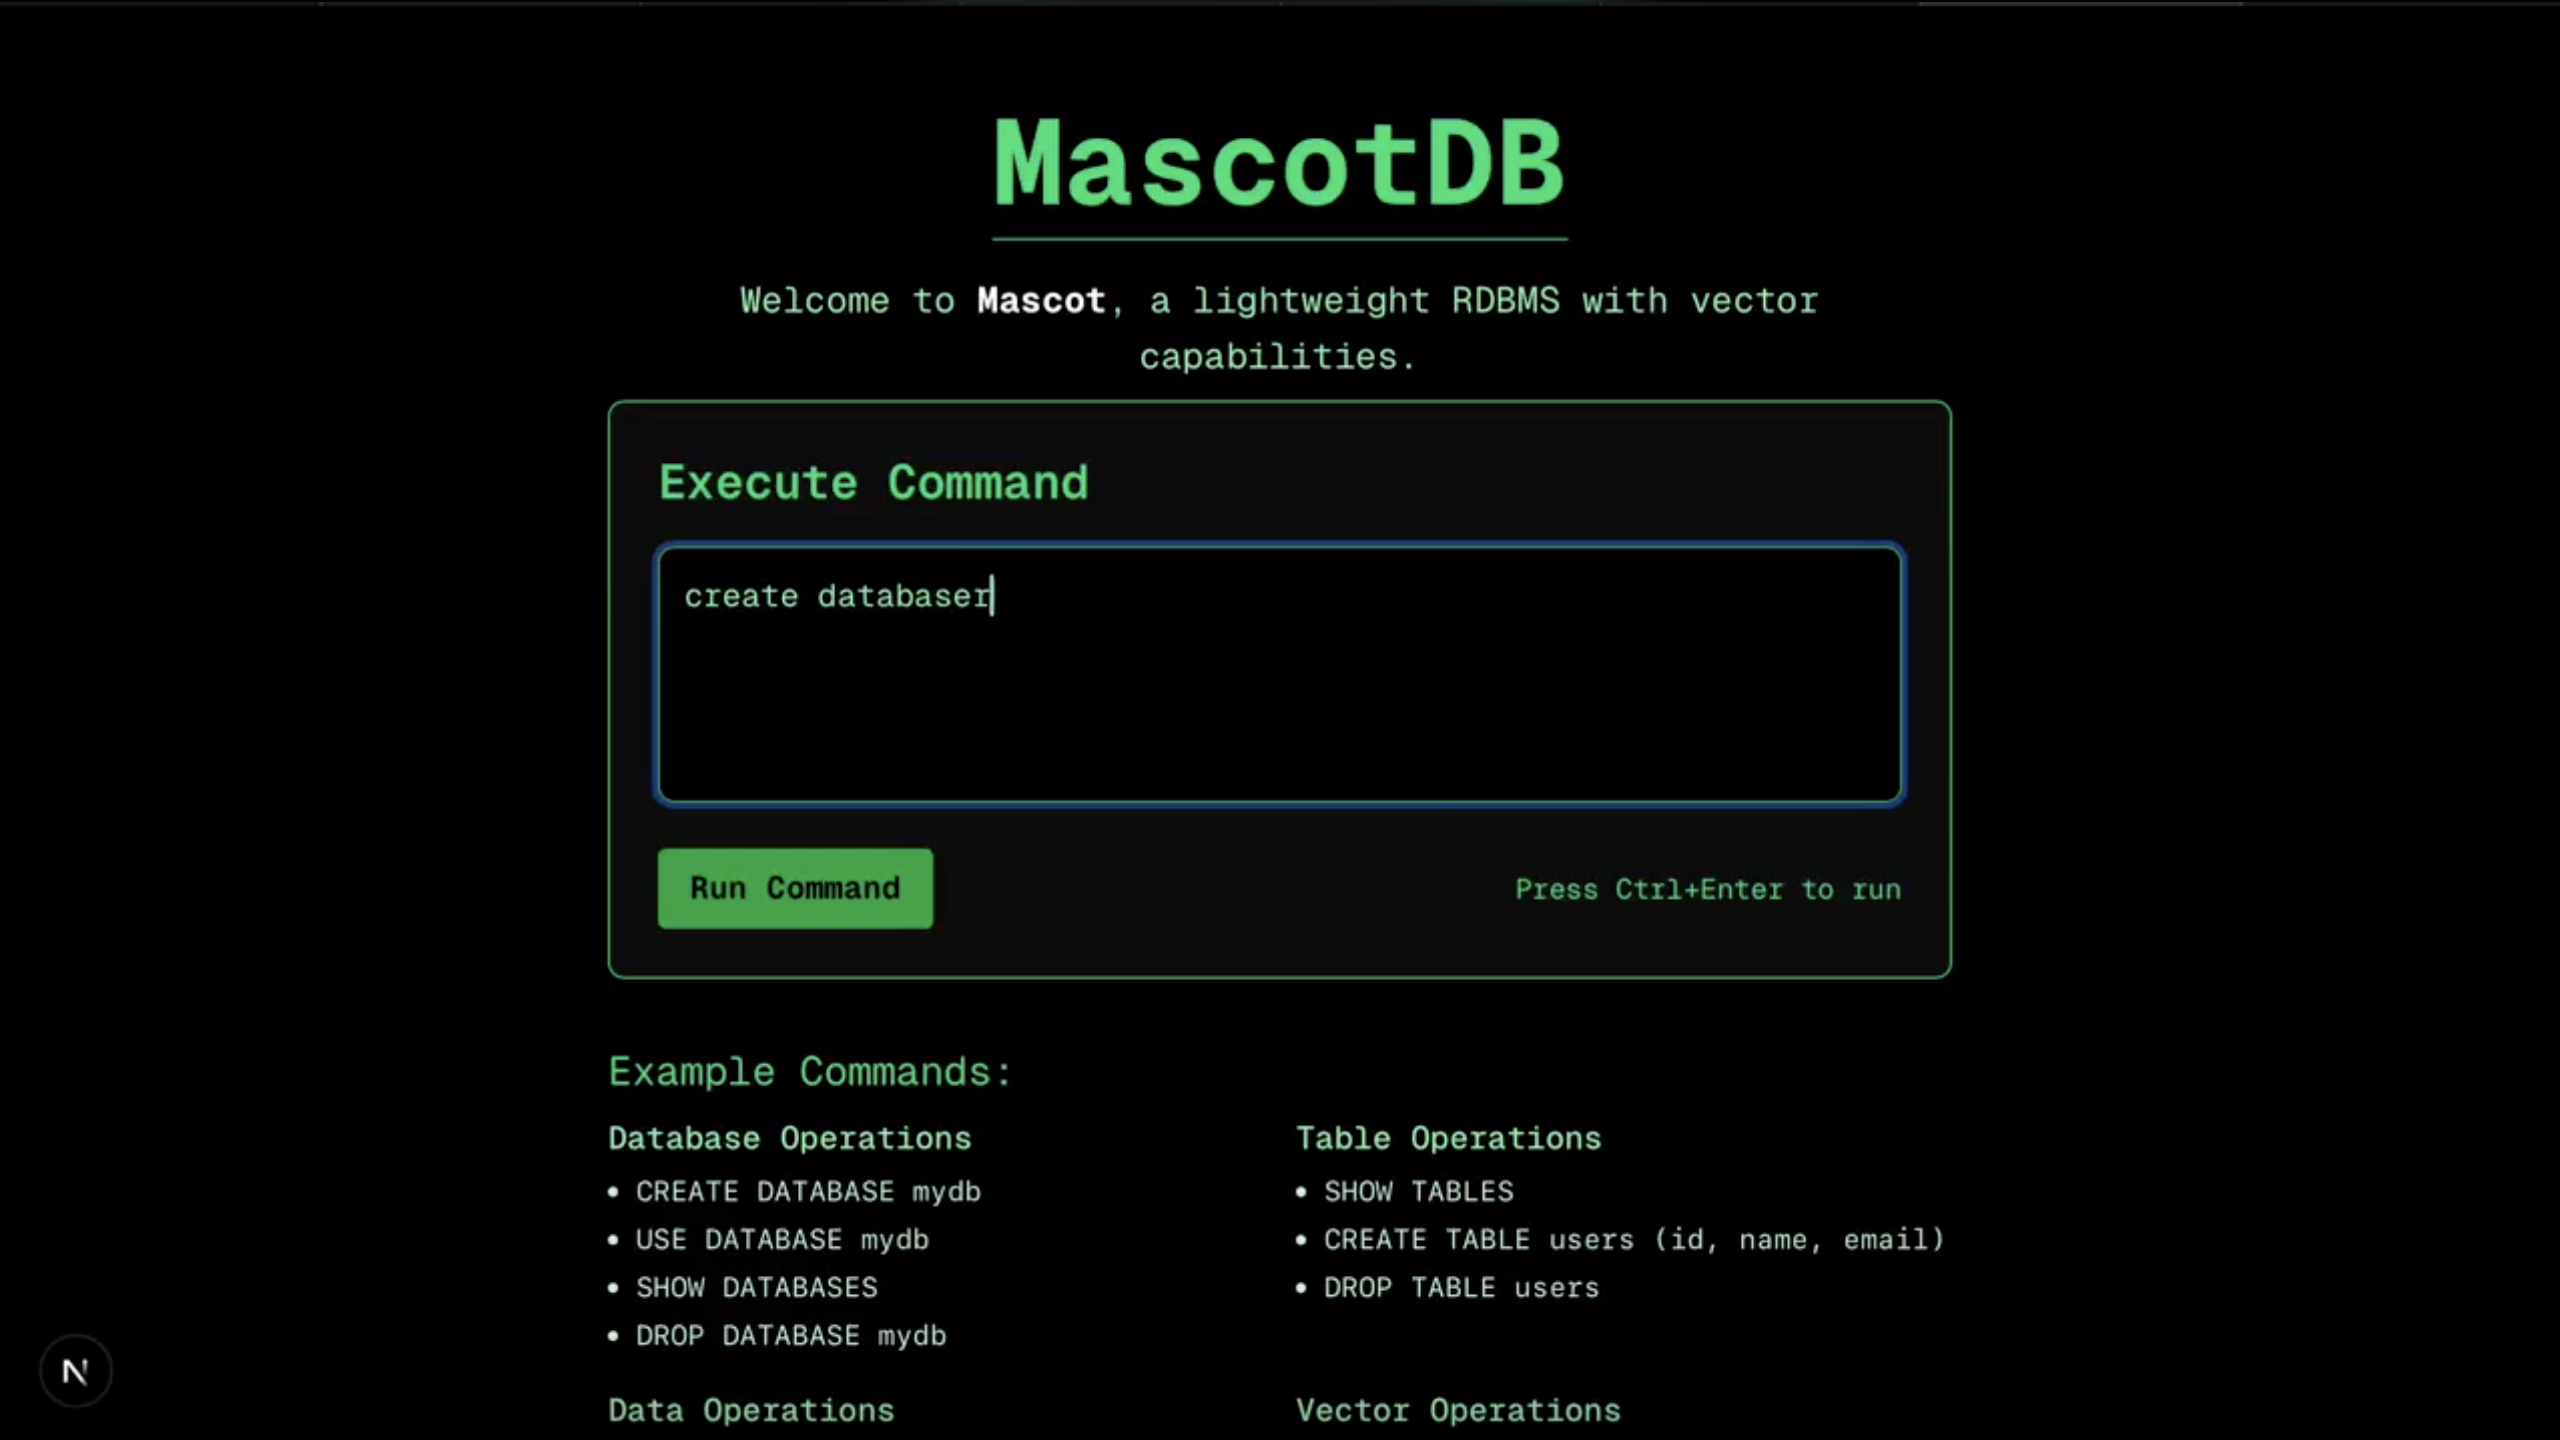 MascotDB
Welcome to Mascot, a lightweight RDBMS with vector
capabilities.
Execute Command
create databaser
Run Command
Press Ctrl+Enter to run
Example Commands:
Database Operations
• CREATE DATABASE mydb
• USE DATABASE mydb
• SHOW DATABASES
• DROP DATABASE mydb
Table Operations
• SHOW TABLES
• CREATE TABLE users (id, name, email)
• DROP TABLE users
Data Operations
Vector Operations
N